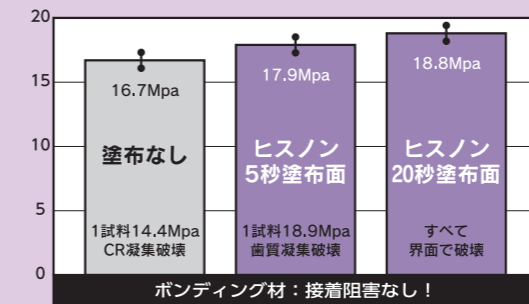 20
15
10
5
0
16.7Mpa
塗布なし
1試料14.4Mpa
CR凝集破壊
17.9Mpa
ヒスノン
5秒塗布面
1試料18.9Mpa
歯質凝集破壊
18.8Mpa
ヒスノン
20秒塗布面
すべて
界面で破壊
ボンディング材：接着阻害なし！